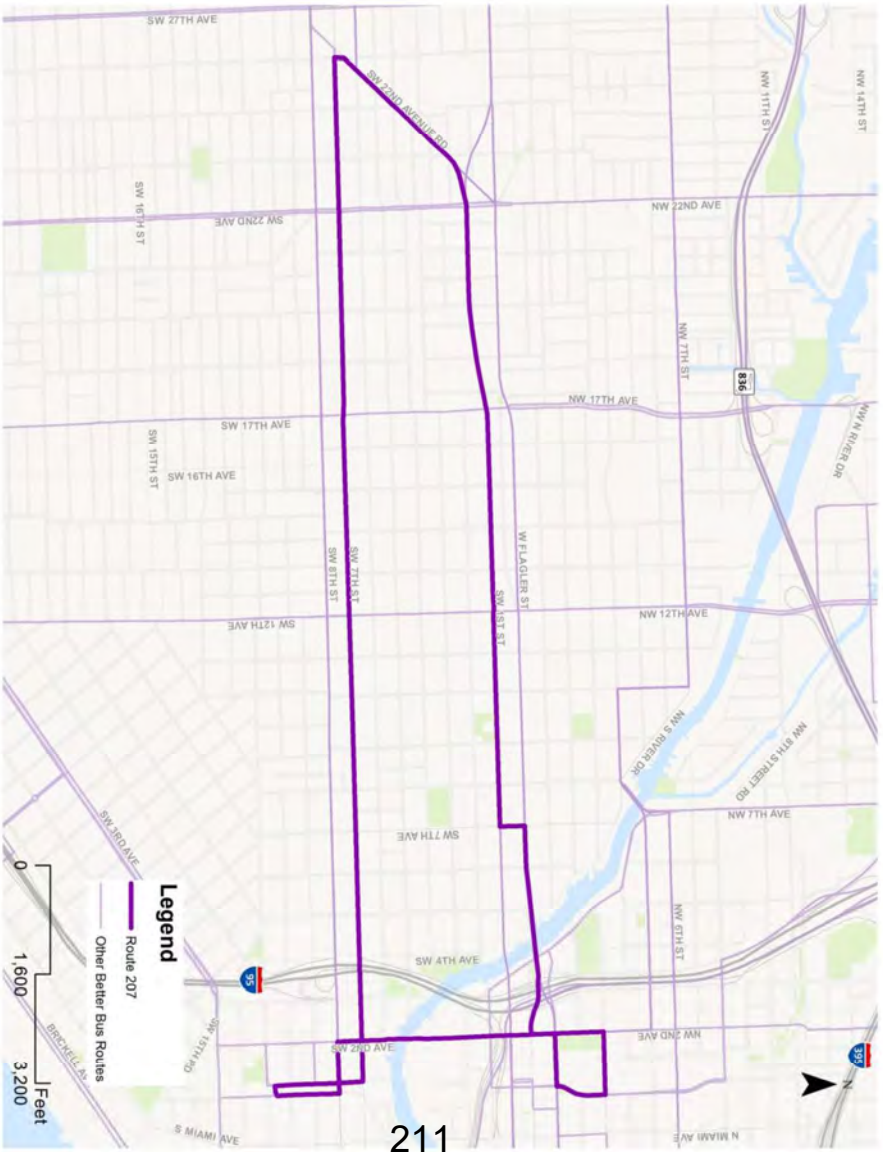 SW 27TH AVE
NW 14TH ST
NW 11TH ST
SW 22ND AVENUE RD
SW 16TH ST
SW 22ND AVE
NW 22ND AVE
NW 7TH ST
836
NW 17TH AVE
NW N RIVER DR
SW 17TH AVE
SW 15TH ST
SW 16TH AVE
W FLAGLER ST
SW 8TH ST
SW 7TH ST
SW 1ST ST
SW 12TH AVE
NW 12TH AVE
NW S RIVER DR
NW 8TH STREET RD
NW 7TH AVE
SW 7TH AVE
SW 3RD AVE
NW 6TH ST
SW 4TH AVE
95
SW 15TH RD
SW 2ND AVE
NW 2ND AVE
395
N
BRICKELL A
S MIAMI AVE
N MIAMI AVE
Legend
Route 207
Other Better Bus Routes
0 1,600 3,200
Feet
211